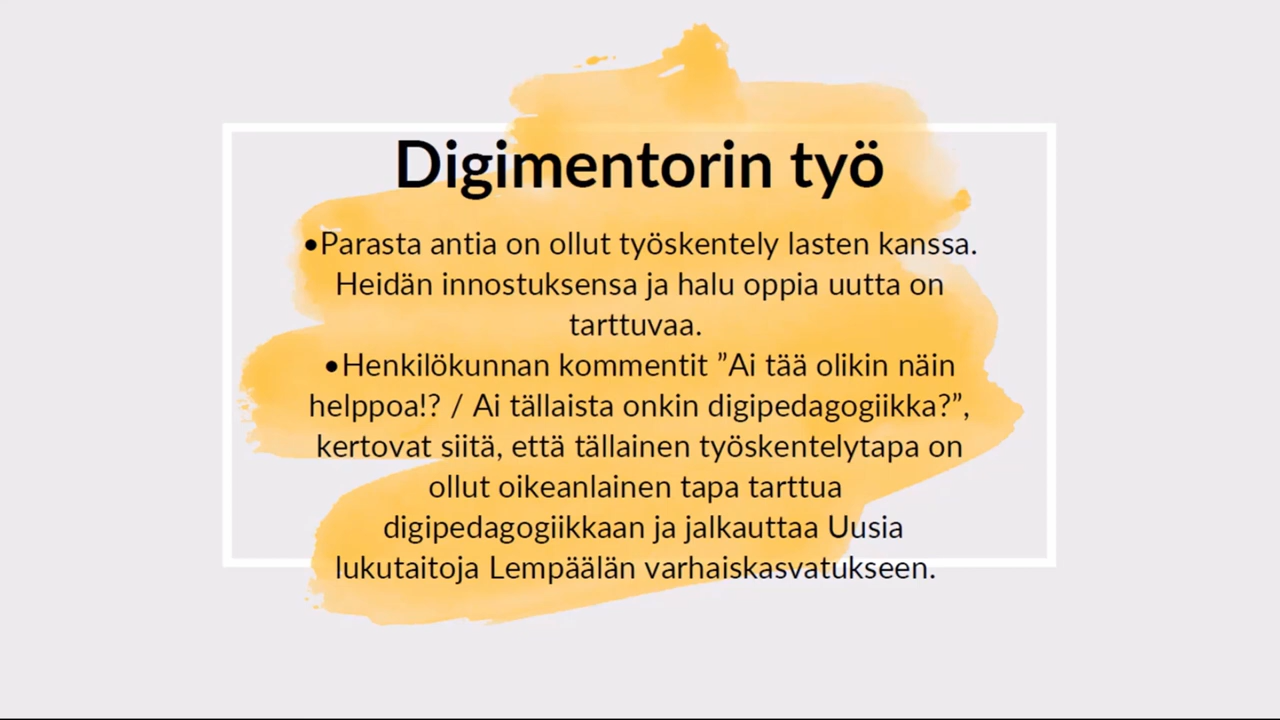 Digimentorin työ
•Parasta antia on ollut työskentely lasten kanssa.
Heidän innostuksensa ja halu oppia uutta on
tarttuvaa.
•Henkilökunnan kommentit ”Ai tää olikin näin
helppoa!? / Ai tällaista onkin digipedagogiikka?”,
kertovat siitä, että tällainen työskentelytapa on
ollut oikeanlainen tapa tarttua
digipedagogiikkaan ja jalkauttaa Uusia
lukutaitoja Lempäälän varhaiskasvatukseen.